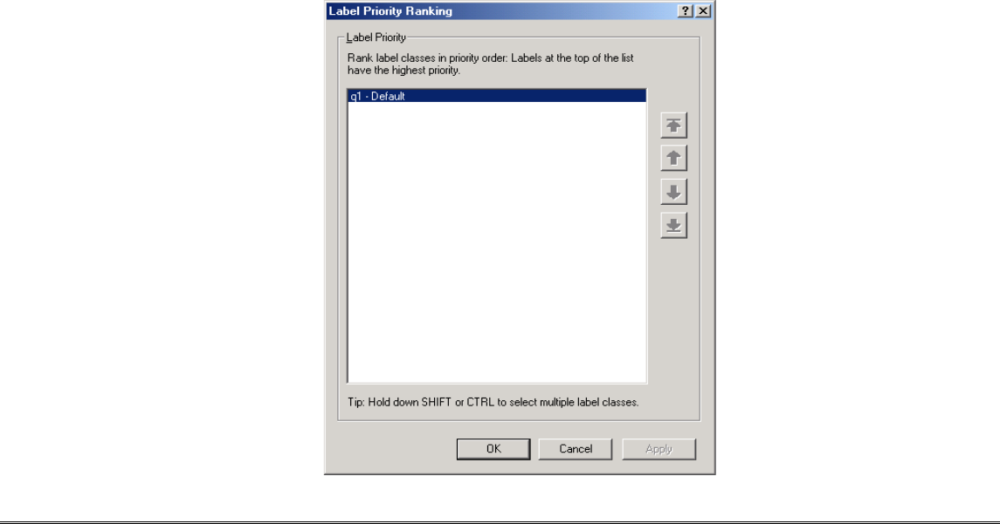 Label Priority Ranking
Label Priority
Rank label classes in priority order: Labels at the top of the list
have the highest priority.
q1 - Default
Tip: Hold down SHIFT or CTRL to select multiple label classes.
OK
Cancel
Apply